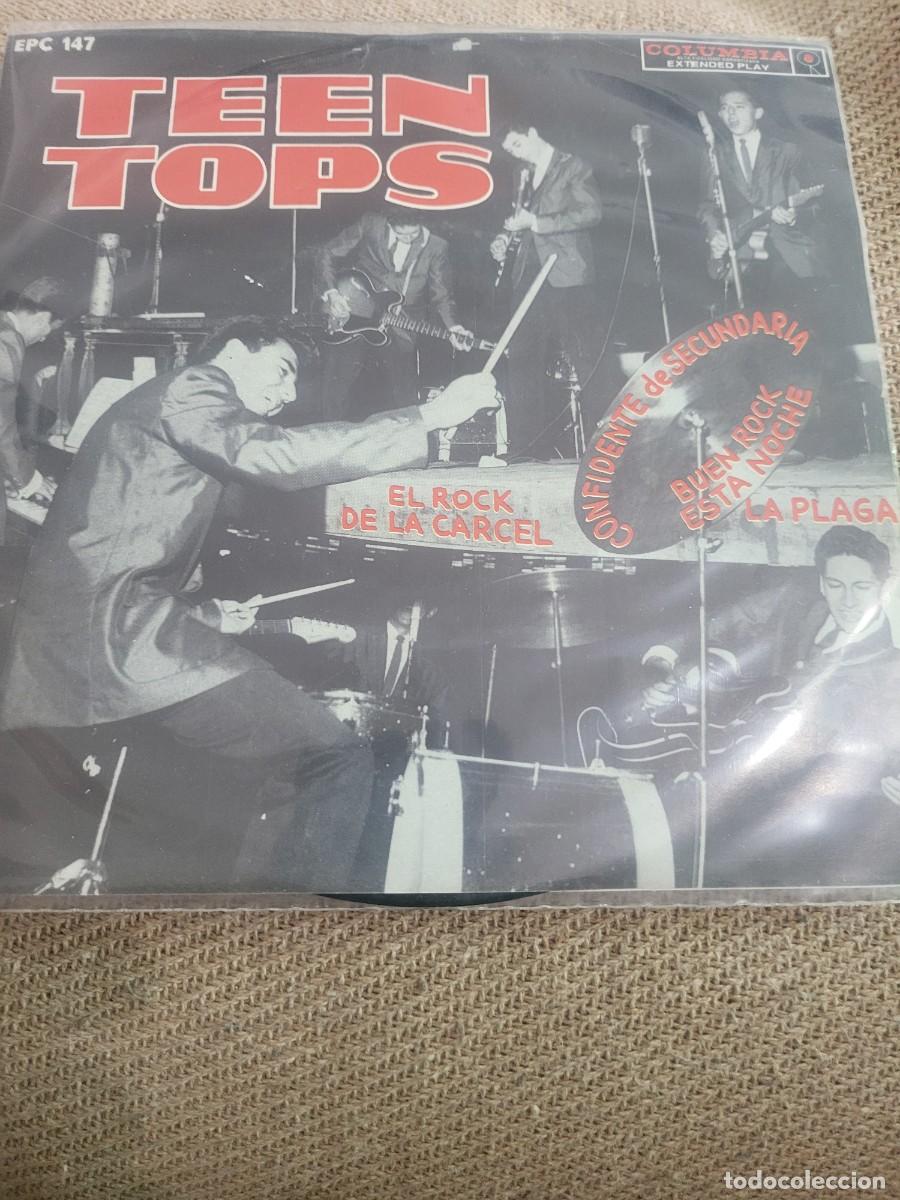 EPC 147
COLUMBIA
EXTENDED PLAY
TEEN
TOPS
CONFIDENTE de SECUNDARIA
BUEN ROCK
ESTA NOCHE
EL ROCK
DE LA CARCEL
LA PLAGA
todocoleccion